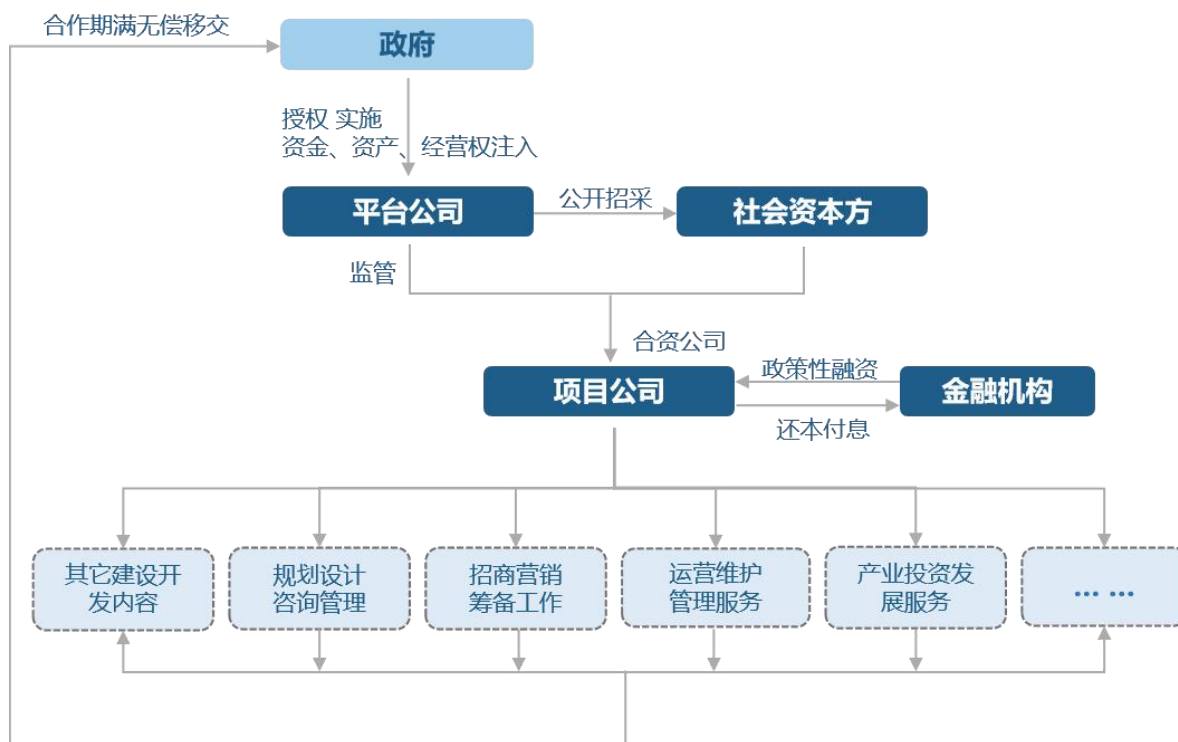 合作期满无偿移交
政府
授权 实施
资金、资产、经营权注入
平台公司
公开招采
社会资本方
监管
合资公司
项目公司
政策性融资
金融机构
还本付息
其它建设开
发内容
规划设计
咨询管理
招商营销
筹备工作
运营维护
管理服务
产业投资发
展服务
... ...